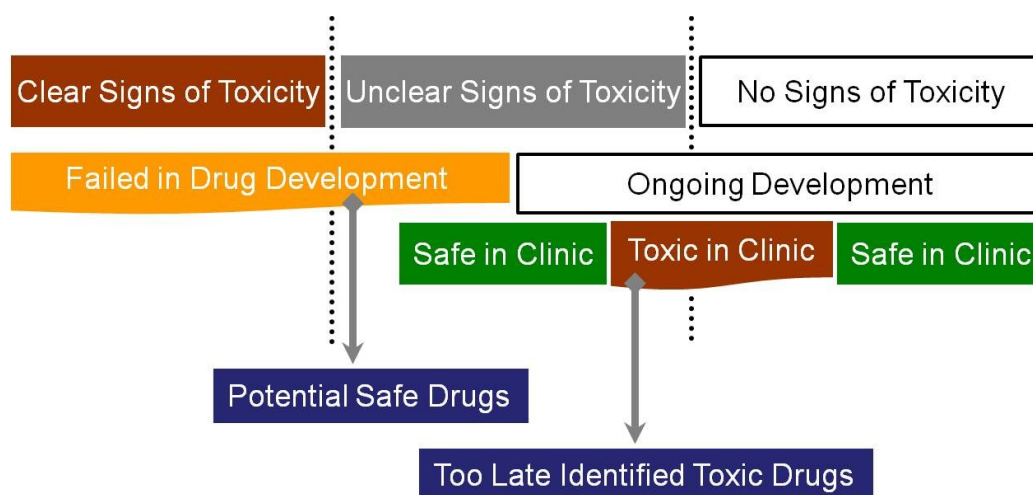 Clear Signs of Toxicity
Unclear Signs of Toxicity
No Signs of Toxicity
Failed in Drug Development
Ongoing Development
Safe in Clinic
Toxic in Clinic
Safe in Clinic
Potential Safe Drugs
Too Late Identified Toxic Drugs